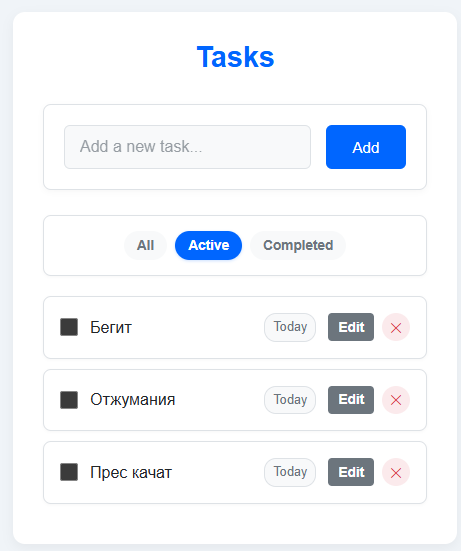 Tasks
Add a new task...
Add
All
Active
Completed
Бегит
Today
Edit
Отжумания
Today
Edit
Прес качат
Today
Edit